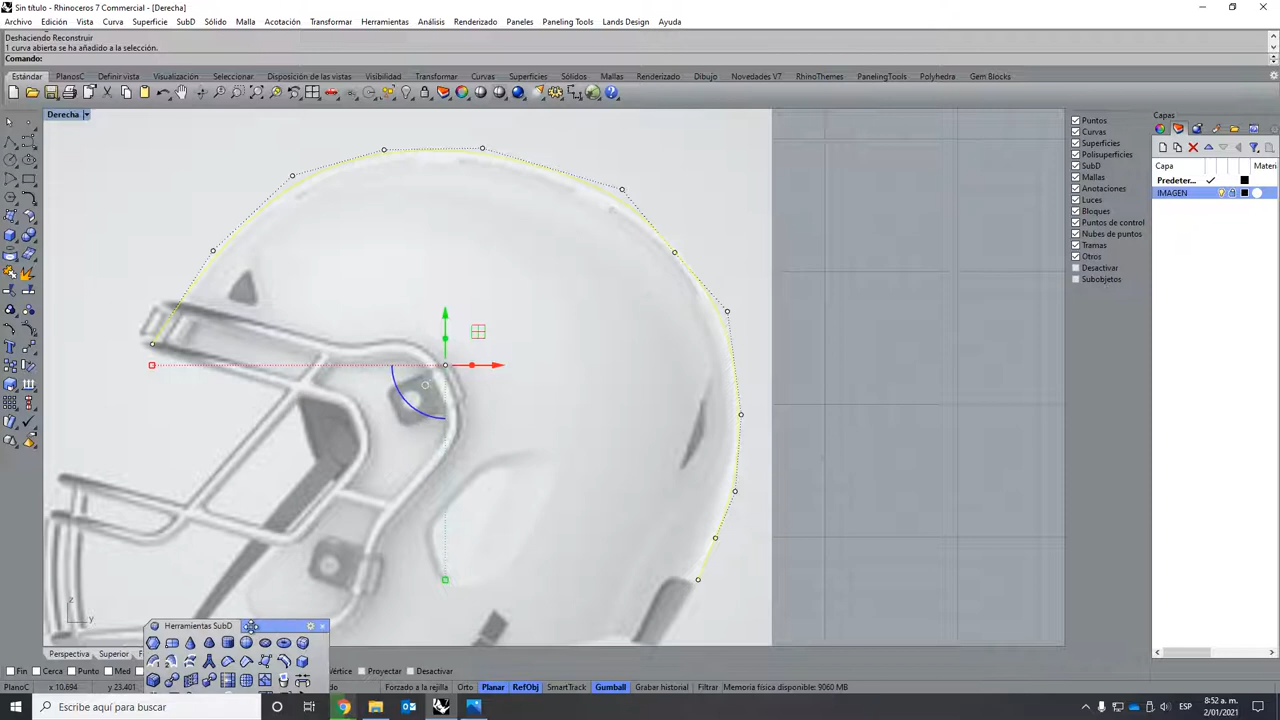 Sin título - Rhinoceros 7 Commercial - [Derecha]
Archivo Edición Vista Curva Superficie SubD Sólido Malla Acotación Transformar Herramientas Análisis Renderizado Paneles Paneling Tools Lands Design Ayuda
Deshaciendo Reconstruir
1 curva abierta se ha añadido a la selección.
Comando:
Estándar PlanosC Definir vista Visualización Seleccionar Disposición de las vistas Visibilidad Transformar Curvas Superficies Sólidos Mallas Renderizado Dibujo Novedades V7 RhinoThemes PanelingTools Polyhedra Gem Blocks
Derecha
Puntos
Curvas
Superficies
Polisuperficies
SubD
Mallas
Anotaciones
Luces
Bloques
Puntos de control
Nubes de puntos
Tramas
Otros
Desactivar
Subobjetos
Capas
Capa Materi
Predeter...
IMAGEN
z
y
Herramientas SubD
Perspectiva Superior
Fin Cerca Punto Med Vértice Proyectar Desactivar
PlanoC x 10.694 y 23.401 Forzado a la rejilla Orto Planar RefObj SmartTrack Gumball Grabar historial Filtrar Memoria física disponible: 9060 MB
Escribe aquí para buscar
ESP
8:52 a. m.
2/01/2021